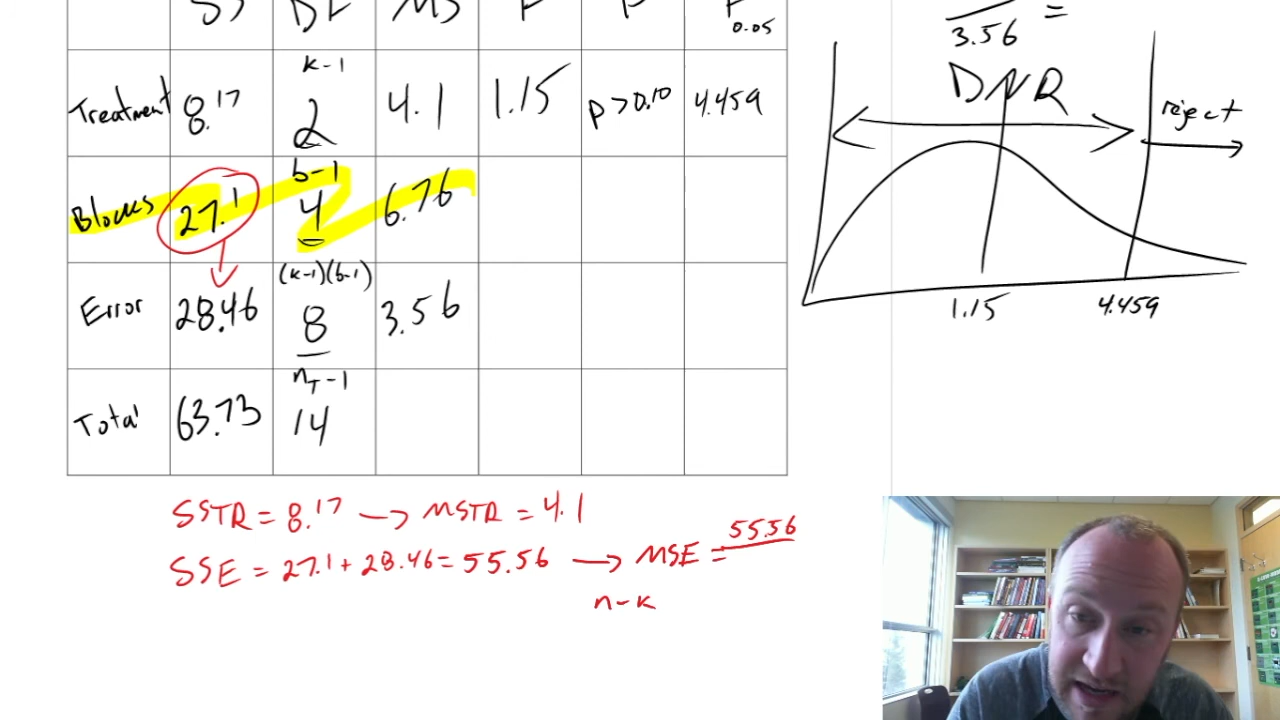 SS DF MS F P F 0.05
3.56 =
k-1
Treatment 8.17 2 4.1 1.15 p > 0.10 4.459
DNR
reject
b-1
Blocks 27.1 4 6.76
(k-1)(b-1)
Error 28.46 8 3.56
1.15 4.459
nT-1
Total 63.73 14
SSTR = 8.17 → MSTR = 4.1
SSE = 27.1 + 28.46 = 55.56 → MSE = 55.56
n-k